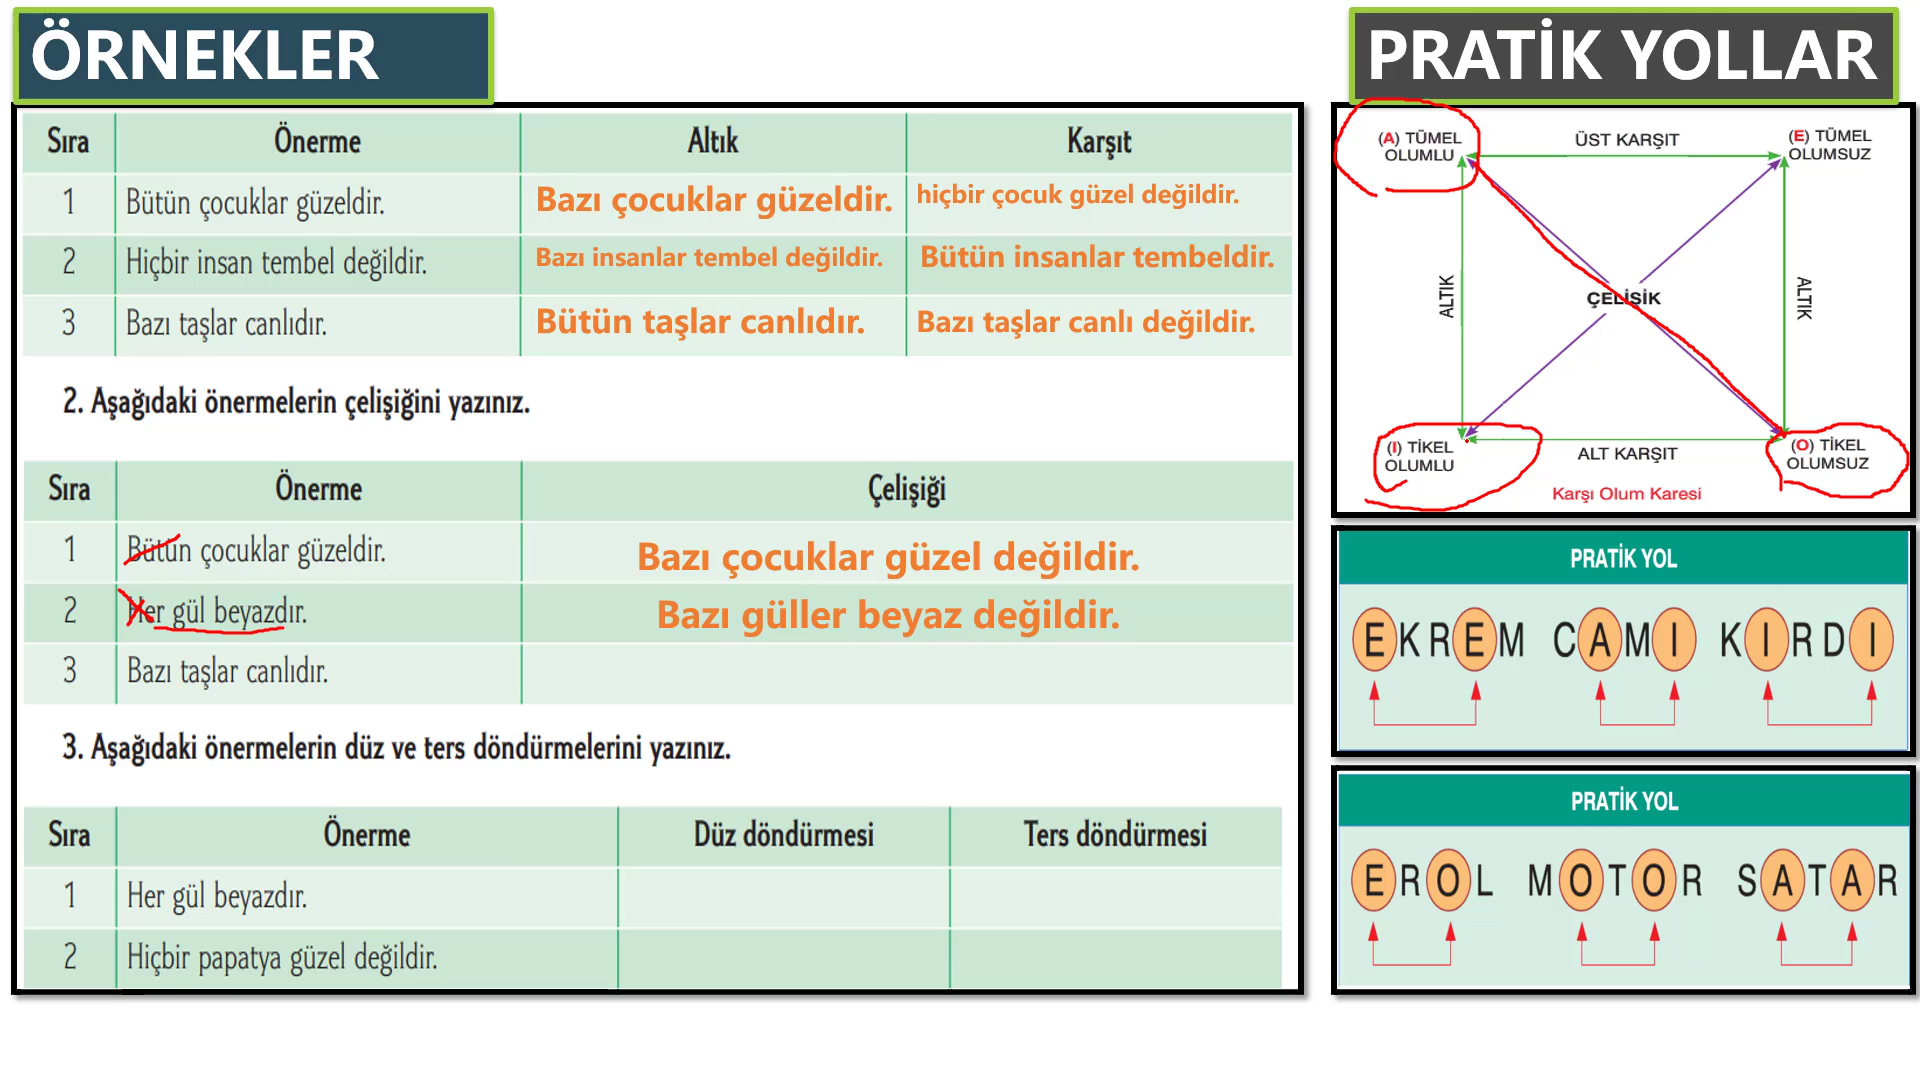 ÖRNEKLER
Sıra Önerme Altık Karşıt
1 Bütün çocuklar güzeldir. Bazı çocuklar güzeldir. hiçbir çocuk güzel değildir.
2 Hiçbir insan tembel değildir. Bazı insanlar tembel değildir. Bütün insanlar tembeldir.
3 Bazı taşlar canlıdır. Bütün taşlar canlıdır. Bazı taşlar canlı değildir.
2. Aşağıdaki önermelerin çelişiğini yazınız.
Sıra Önerme Çelişiği
1 Bütün çocuklar güzeldir. Bazı çocuklar güzel değildir.
2 Her gül beyazdır. Bazı güller beyaz değildir.
3 Bazı taşlar canlıdır.
3. Aşağıdaki önermelerin düz ve ters döndürmelerini yazınız.
Sıra Önerme Düz döndürmesi Ters döndürmesi
1 Her gül beyazdır.
2 Hiçbir papatya güzel değildir.
PRATİK YOLLAR
(A) TÜMEL
OLUMLU
ÜST KARŞIT
(E) TÜMEL
OLUMSUZ
ALTIK
ÇELİŞİK
ALTIK
(I) TİKEL
OLUMLU
ALT KARŞIT
(O) TİKEL
OLUMSUZ
Karşı Olum Karesi
PRATİK YOL
EKREM CAMI KIRDI
PRATİK YOL
EROL MOTOR SATAR